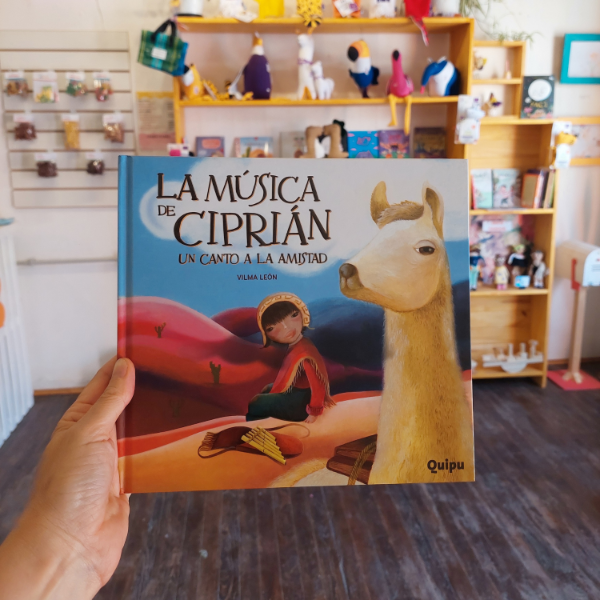 LA MÚSICA
DE
CIPRIÁN
UN CANTO A LA AMISTAD
VILMA LEÓN
Quipu